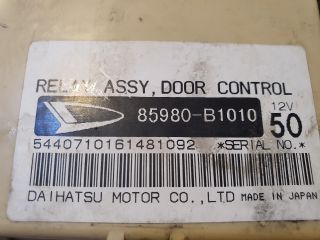 RELAY ASSY, DOOR CONTROL
85980-B1010
12V
50
5440710161481092 *SERIAL NO.*
DAIHATSU MOTOR CO.,LTD MADE IN JAPAN